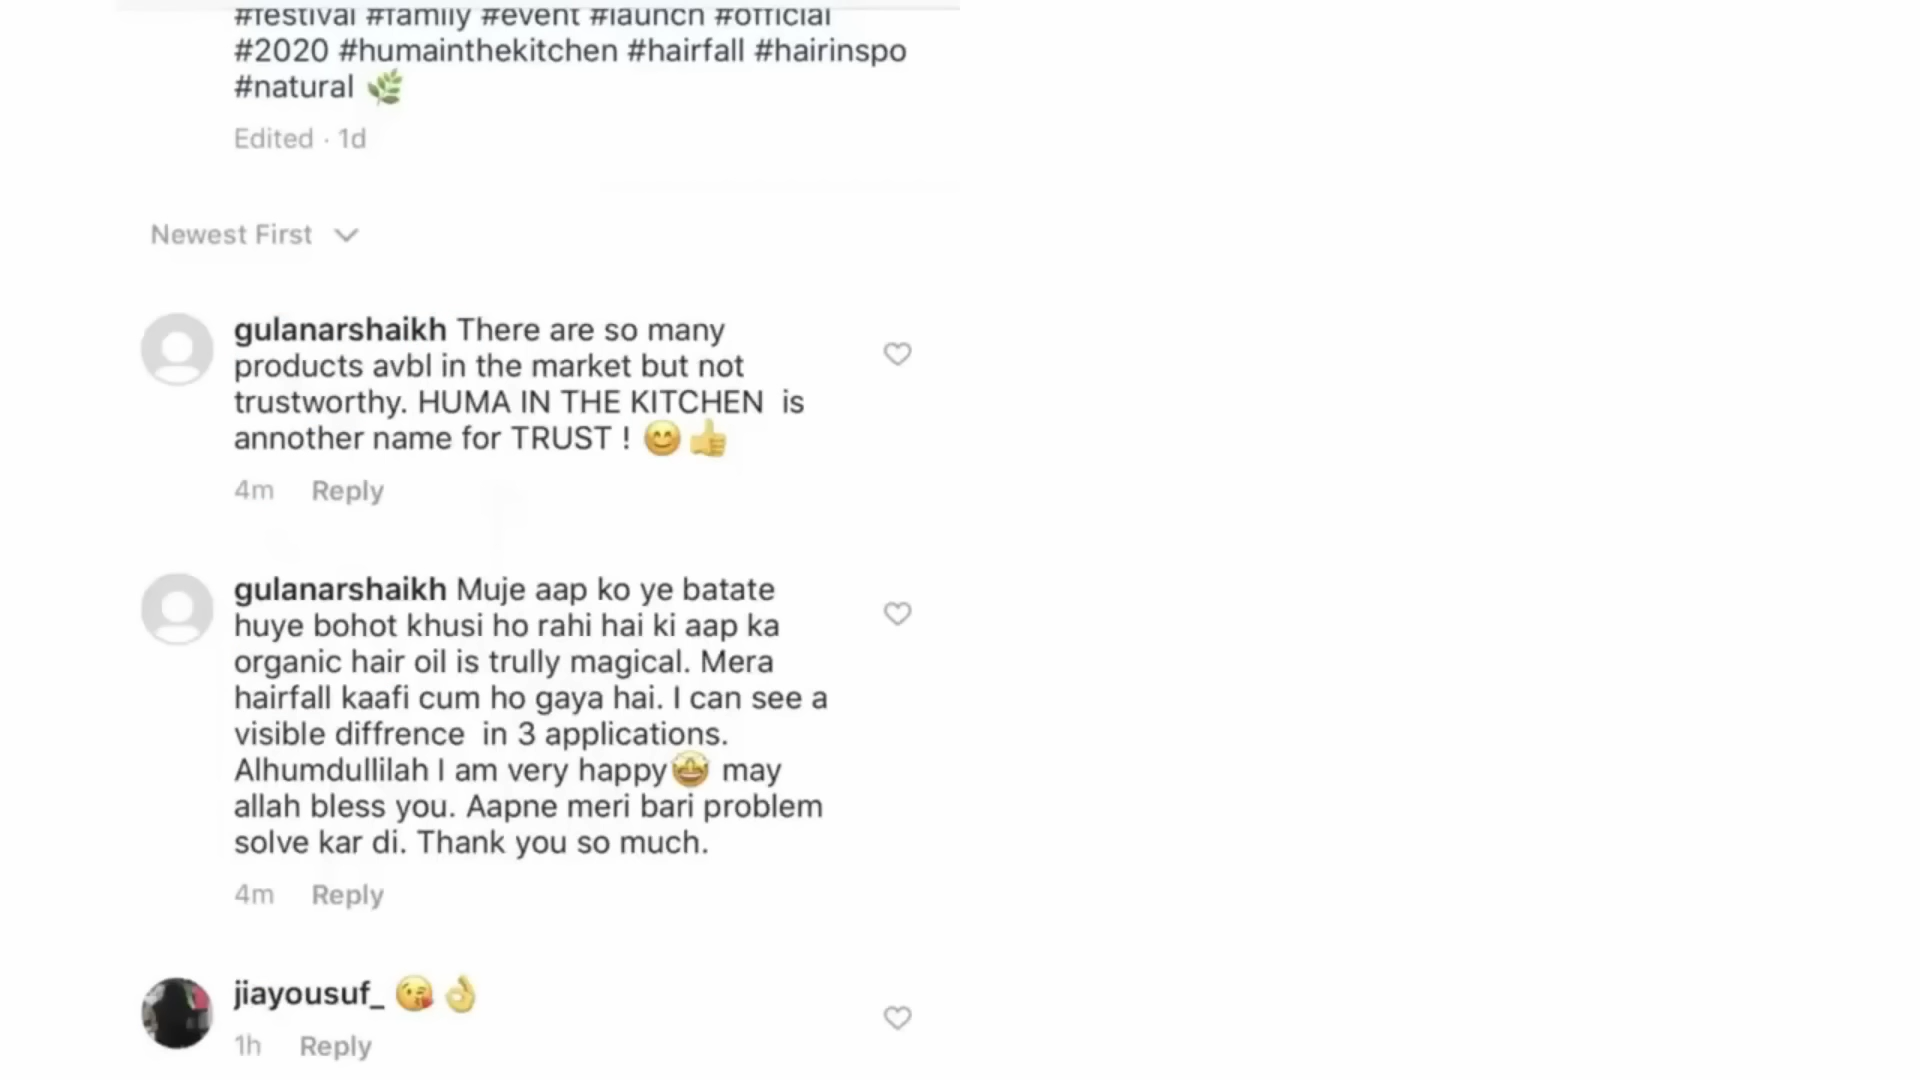 #festival #family #event #launch #official
#2020 #humainthekitchen #hairfall #hairinspo
#natural 🌿
Edited · 1d
Newest First
gulanarshaikh There are so many
products avbl in the market but not
trustworthy. HUMA IN THE KITCHEN is
annother name for TRUST ! 😊👍
4m Reply
gulanarshaikh Muje aap ko ye batate
huye bohot khusi ho rahi hai ki aap ka
organic hair oil is trully magical. Mera
hairfall kaafi cum ho gaya hai. I can see a
visible diffrence in 3 applications.
Alhumdullilah I am very happy🤩 may
allah bless you. Aapne meri bari problem
solve kar di. Thank you so much.
4m Reply
jiayousuf_ 😘👌
1h Reply